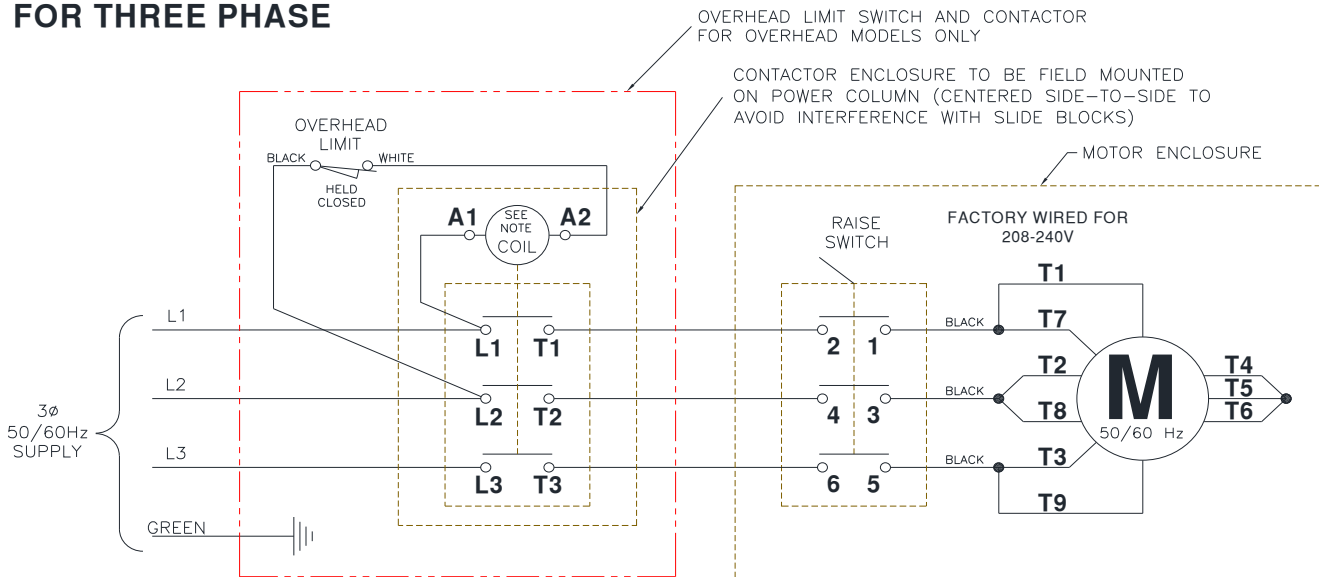 FOR THREE PHASE
OVERHEAD LIMIT SWITCH AND CONTACTOR
FOR OVERHEAD MODELS ONLY
CONTACTOR ENCLOSURE TO BE FIELD MOUNTED
ON POWER COLUMN (CENTERED SIDE-TO-SIDE TO
AVOID INTERFERENCE WITH SLIDE BLOCKS)
MOTOR ENCLOSURE
OVERHEAD
LIMIT
BLACK
WHITE
HELD
CLOSED
A1
SEE
NOTE
COIL
A2
RAISE
SWITCH
FACTORY WIRED FOR
208-240V
L1
L1
T1
2
1
BLACK
T1
T7
L2
L2
T2
4
3
BLACK
T2
T8
L3
L3
T3
6
5
BLACK
T3
T9
M
50/60 Hz
T4
T5
T6
3ø
50/60Hz
SUPPLY
GREEN